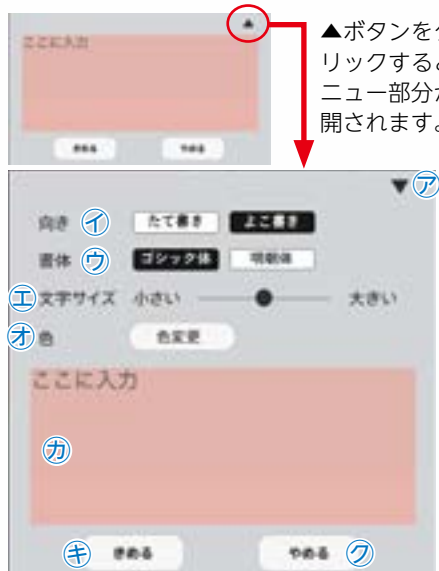 ▲
ここに入力
きめる やめる
▲ボタンをク
リックすると
ニュー部分が
開されます。
▼ ㋐
向き ㋑ たて書き よこ書き
書体 ㋒ ゴシック体 明朝体
㋓ 文字サイズ 小さい 大きい
㋔ 色 色変更
ここに入力
㋕
㋖ きめる やめる ㋗